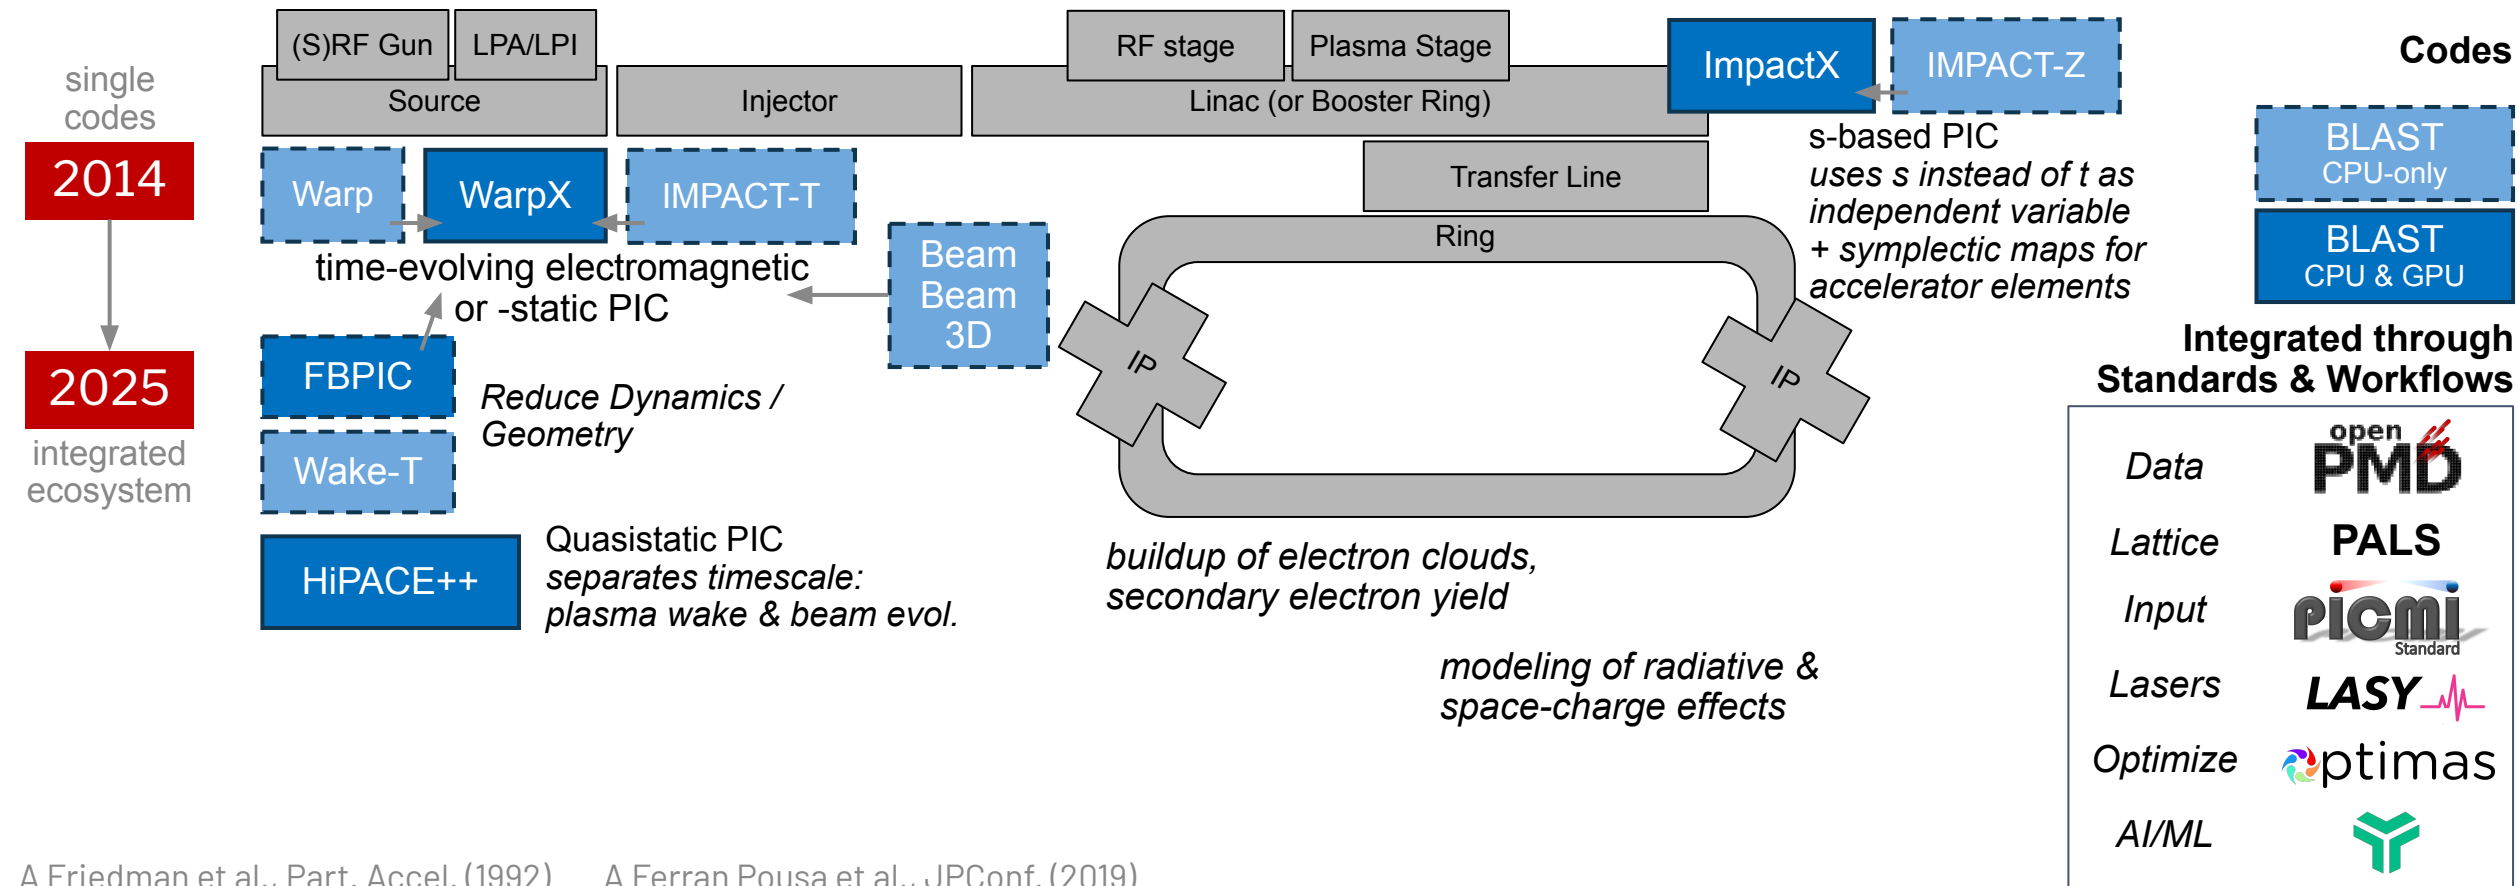 single
codes
2014
2025
integrated
ecosystem
(S)RF Gun
LPA/LPI
Source
Injector
RF stage
Plasma Stage
Linac (or Booster Ring)
ImpactX
IMPACT-Z
Warp
WarpX
IMPACT-T
time-evolving electromagnetic
or -static PIC
Beam
Beam
3D
FBPIC
Wake-T
Reduce Dynamics /
Geometry
HiPACE++
Quasistatic PIC
separates timescale:
plasma wake & beam evol.
Transfer Line
Ring
IP
IP
s-based PIC
uses s instead of t as
independent variable
+ symplectic maps for
accelerator elements
buildup of electron clouds,
secondary electron yield
modeling of radiative &
space-charge effects
Codes
BLAST
CPU-only
BLAST
CPU & GPU
Integrated through
Standards & Workflows
Data
open
PMD
Lattice
PALS
Input
PICMI
Standard
Lasers
LASY
Optimize
optimas
AI/ML
A Friedman et al., Part. Accel. (1992)
A Ferran Pousa et al., JPConf. (2019)